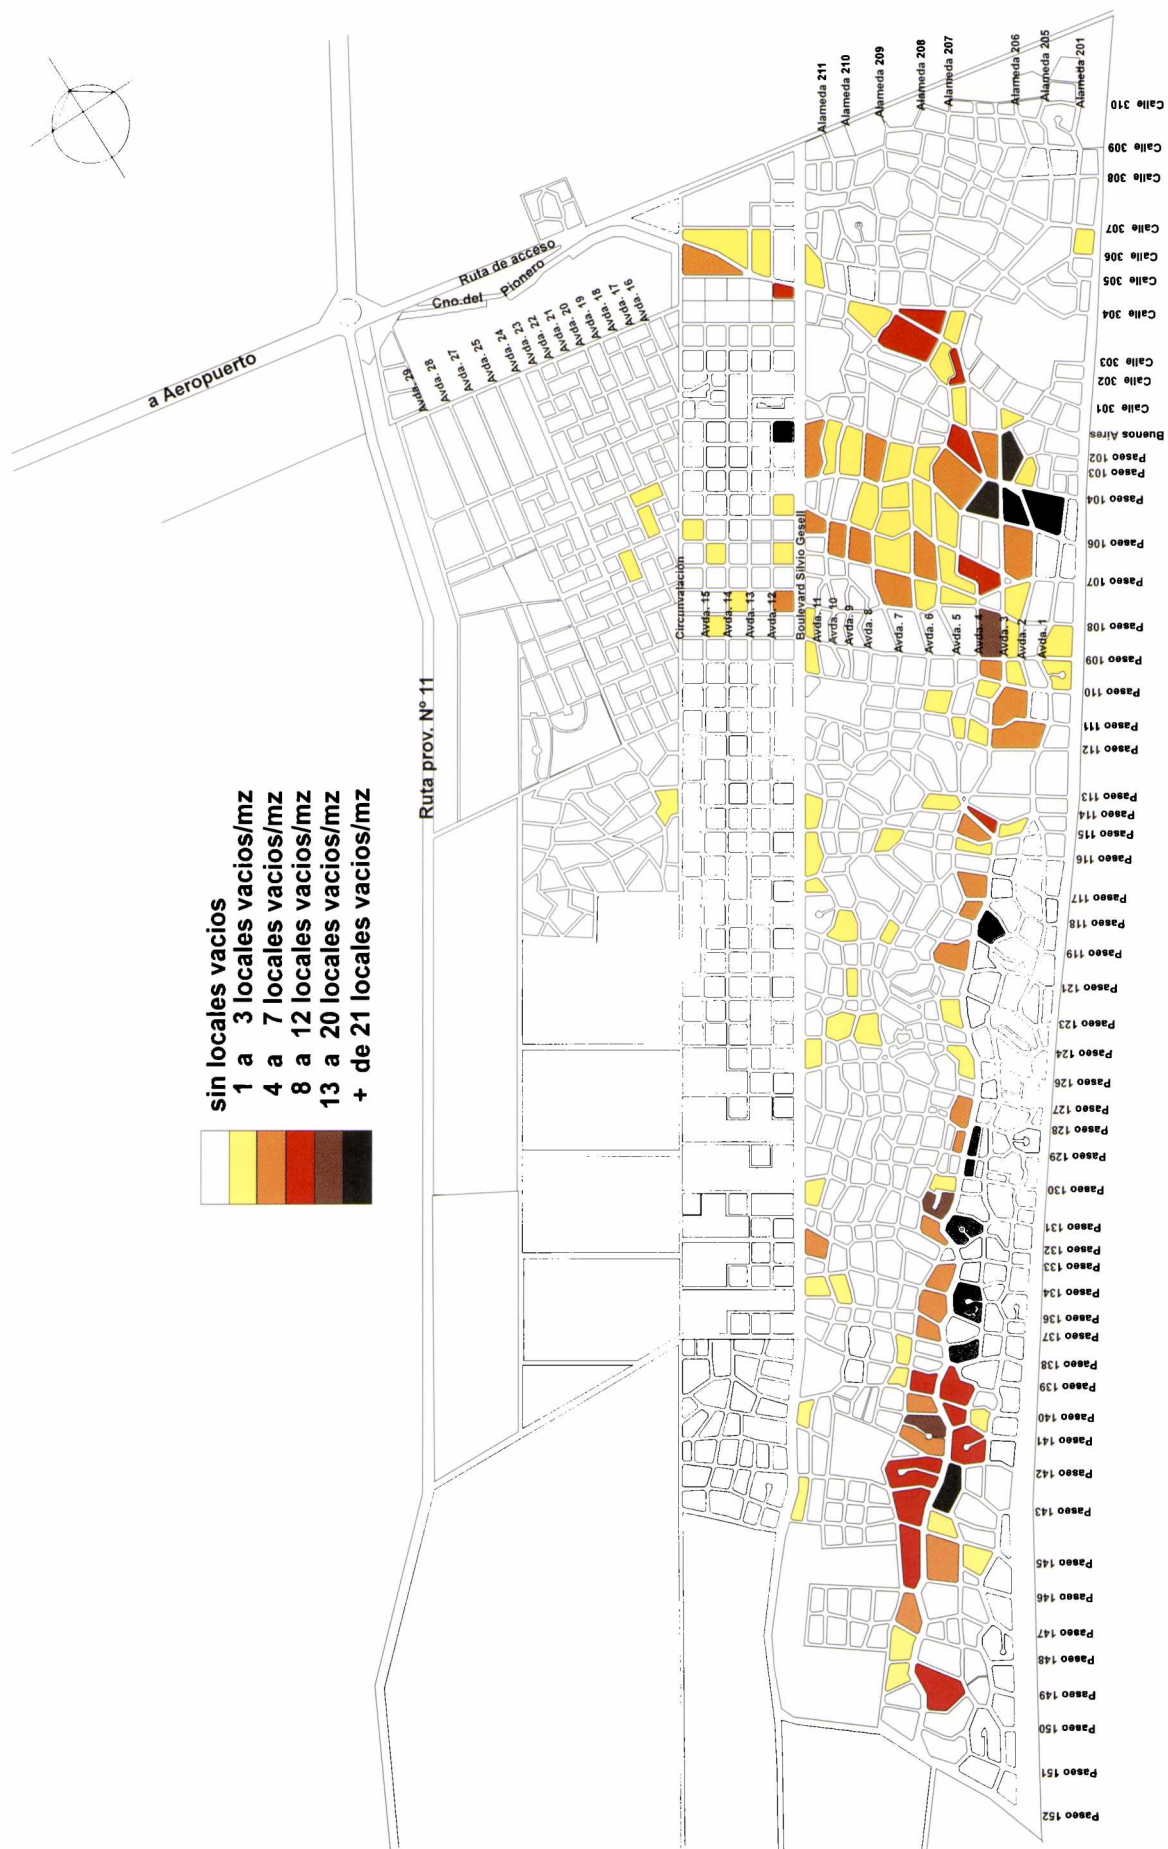 Alameda 211
Alameda 210
Alameda 209
Alameda 208
Alameda 207
Alameda 206
Alameda 205
Alameda 201
Calle 310
Calle 309
Calle 308
Calle 307
Calle 306
Calle 305
Calle 304
Calle 303
Calle 302
Calle 301
Buenos Aires
Paseo 102
Paseo 103
Paseo 104
Paseo 106
Paseo 107
Paseo 108
Paseo 109
Paseo 110
Paseo 111
Paseo 112
Paseo 113
Paseo 114
Paseo 115
Paseo 116
Paseo 117
Paseo 118
Paseo 119
Paseo 121
Paseo 123
Paseo 124
Paseo 126
Paseo 127
Paseo 128
Paseo 129
Paseo 130
Paseo 131
Paseo 132
Paseo 133
Paseo 134
Paseo 136
Paseo 137
Paseo 138
Paseo 139
Paseo 140
Paseo 141
Paseo 142
Paseo 143
Paseo 145
Paseo 146
Paseo 147
Paseo 148
Paseo 149
Paseo 150
Paseo 151
Paseo 152
a Aeropuerto
Ruta de acceso
Cno.del Pionero
Avda. 29
Avda. 28
Avda. 27
Avda. 25
Avda. 24
Avda. 23
Avda. 22
Avda. 21
Avda. 20
Avda. 19
Avda. 18
Avda. 17
Avda. 16
Circunvalación
Avda. 15
Avda. 14
Avda. 13
Avda. 12
Boulevard Silvio Gesell
Avda. 11
Avda. 10
Avda. 9
Avda. 8
Avda. 7
Avda. 6
Avda. 5
Avda. 4
Avda. 3
Avda. 2
Avda. 1
Ruta prov. Nº 11
sin locales vacios
1 a 3 locales vacios/mz
4 a 7 locales vacios/mz
8 a 12 locales vacios/mz
13 a 20 locales vacios/mz
+ de 21 locales vacios/mz